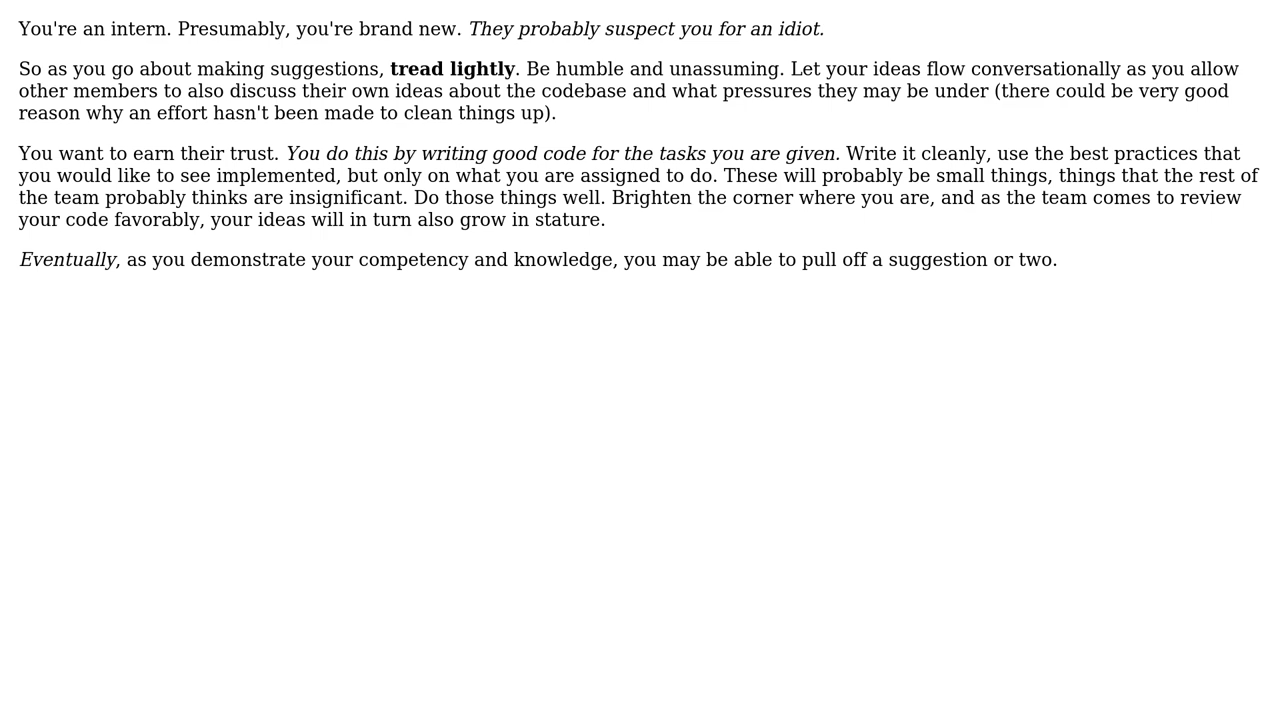 You're an intern. Presumably, you're brand new. They probably suspect you for an idiot.
So as you go about making suggestions, tread lightly. Be humble and unassuming. Let your ideas flow conversationally as you allow
other members to also discuss their own ideas about the codebase and what pressures they may be under (there could be very good
reason why an effort hasn't been made to clean things up).
You want to earn their trust. You do this by writing good code for the tasks you are given. Write it cleanly, use the best practices that
you would like to see implemented, but only on what you are assigned to do. These will probably be small things, things that the rest of
the team probably thinks are insignificant. Do those things well. Brighten the corner where you are, and as the team comes to review
your code favorably, your ideas will in turn also grow in stature.
Eventually, as you demonstrate your competency and knowledge, you may be able to pull off a suggestion or two.